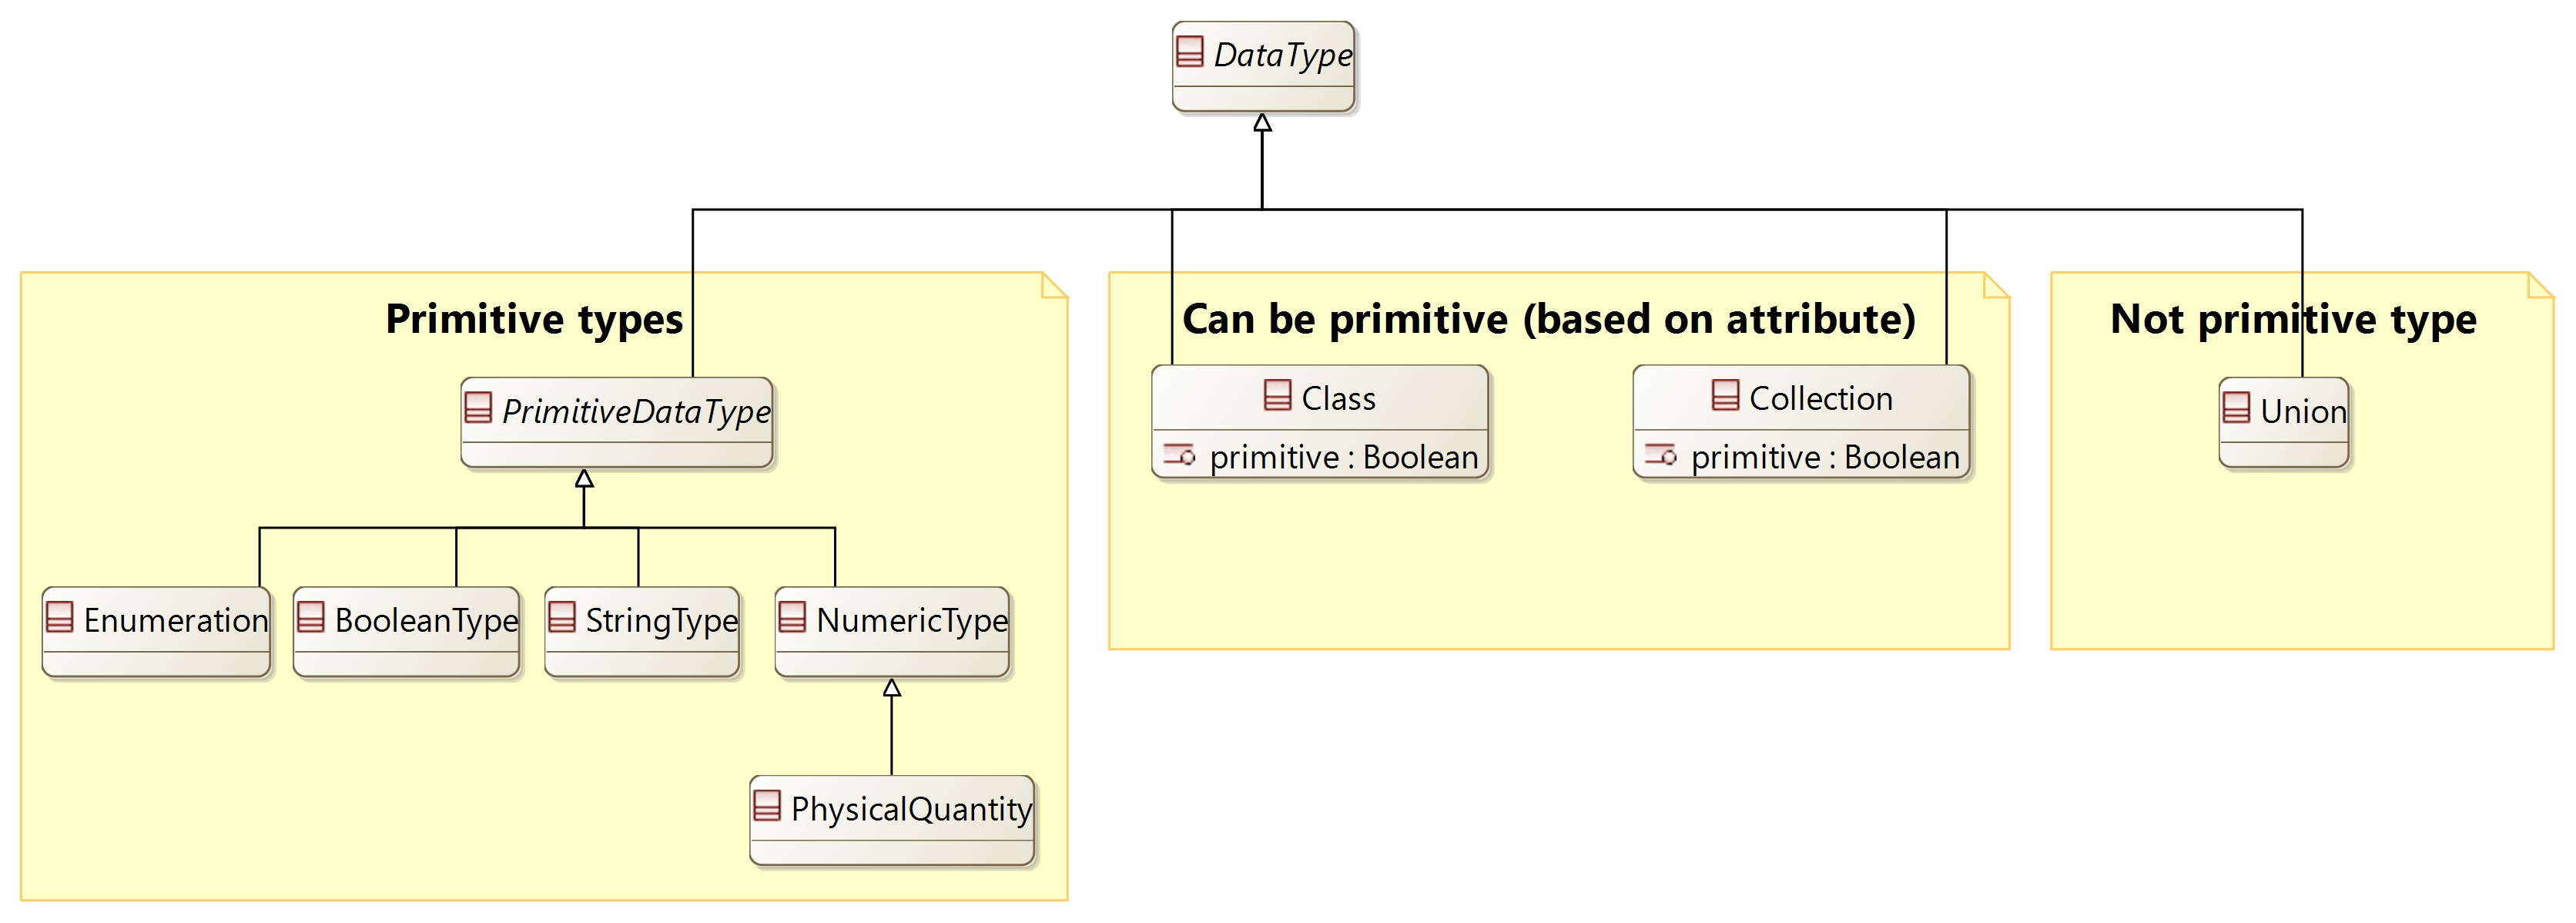 DataType
Primitive types
Can be primitive (based on attribute)
Not primitive type
PrimitiveDataType
Class
primitive : Boolean
Collection
primitive : Boolean
Union
Enumeration
BooleanType
StringType
NumericType
PhysicalQuantity